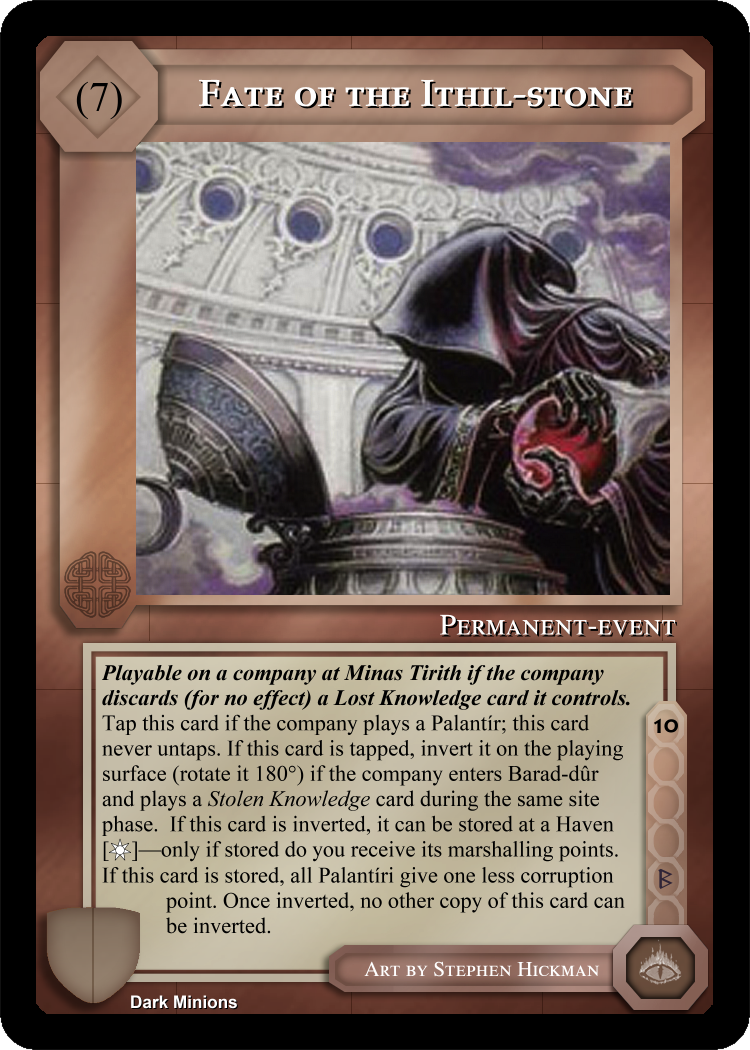 (7)
Fate of the Ithil-stone
Permanent-event
Playable on a company at Minas Tirith if the company
discards (for no effect) a Lost Knowledge card it controls.
Tap this card if the company plays a Palantír; this card
never untaps. If this card is tapped, invert it on the playing
surface (rotate it 180°) if the company enters Barad-dûr
and plays a Stolen Knowledge card during the same site
phase. If this card is inverted, it can be stored at a Haven
[☼]—only if stored do you receive its marshalling points.
If this card is stored, all Palantíri give one less corruption
point. Once inverted, no other copy of this card can
be inverted.
10
ᛒ
Art by Stephen Hickman
Dark Minions